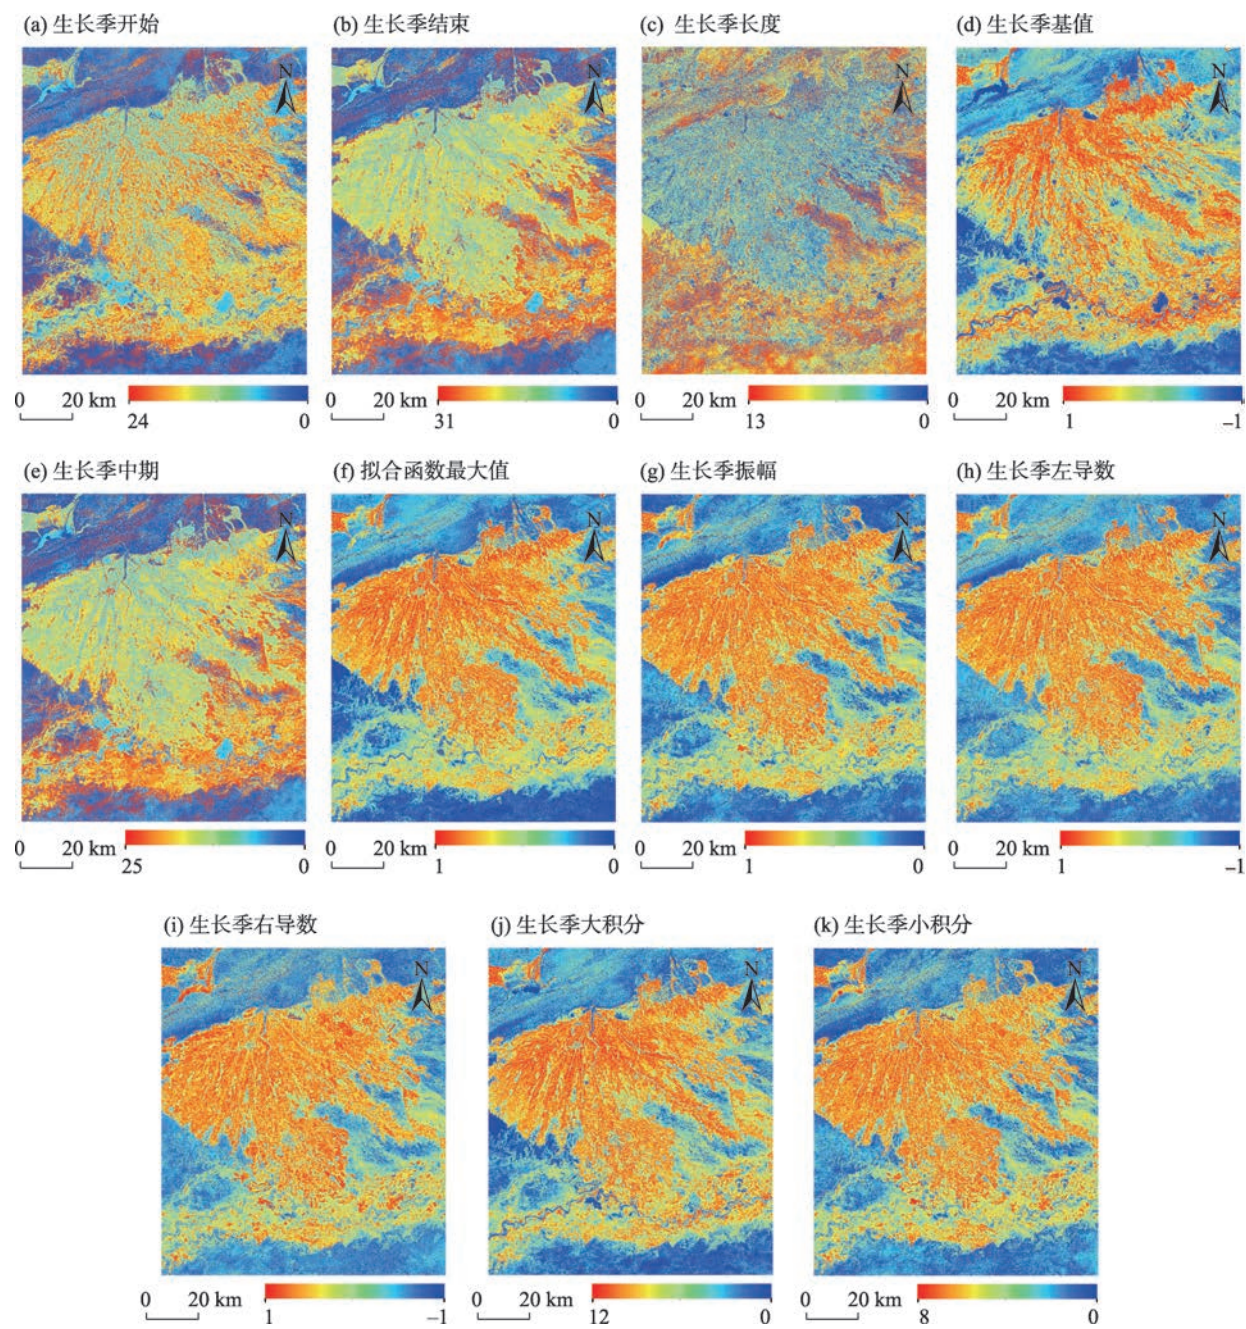 (a) 生长季开始 (b) 生长季结束 (c) 生长季长度 (d) 生长季基值
N N N N
0 20 km 24 0 0 20 km 31 0 0 20 km 13 0 0 20 km 1 −1
(e) 生长季中期 (f) 拟合函数最大值 (g) 生长季振幅 (h) 生长季左导数
N N N N
0 20 km 25 0 0 20 km 1 0 0 20 km 1 0 0 20 km 1 −1
(i) 生长季右导数 (j) 生长季大积分 (k) 生长季小积分
N N N
0 20 km 1 −1 0 20 km 12 0 0 20 km 8 0